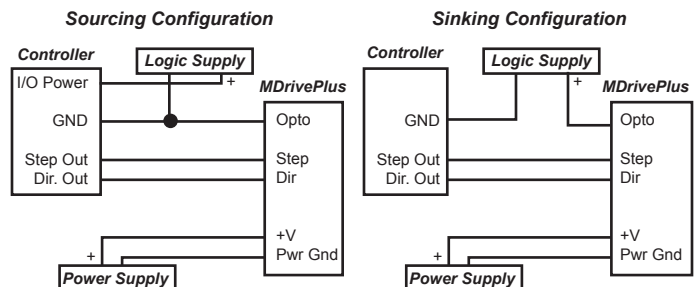 Sourcing Configuration
Controller
Logic Supply
+
I/O Power
MDrivePlus
GND
Opto
Step Out
Step
Dir. Out
Dir
+V
+
Pwr Gnd
Power Supply
Sinking Configuration
Controller
Logic Supply
+
MDrivePlus
GND
Opto
Step Out
Step
Dir. Out
Dir
+V
+
Pwr Gnd
Power Supply